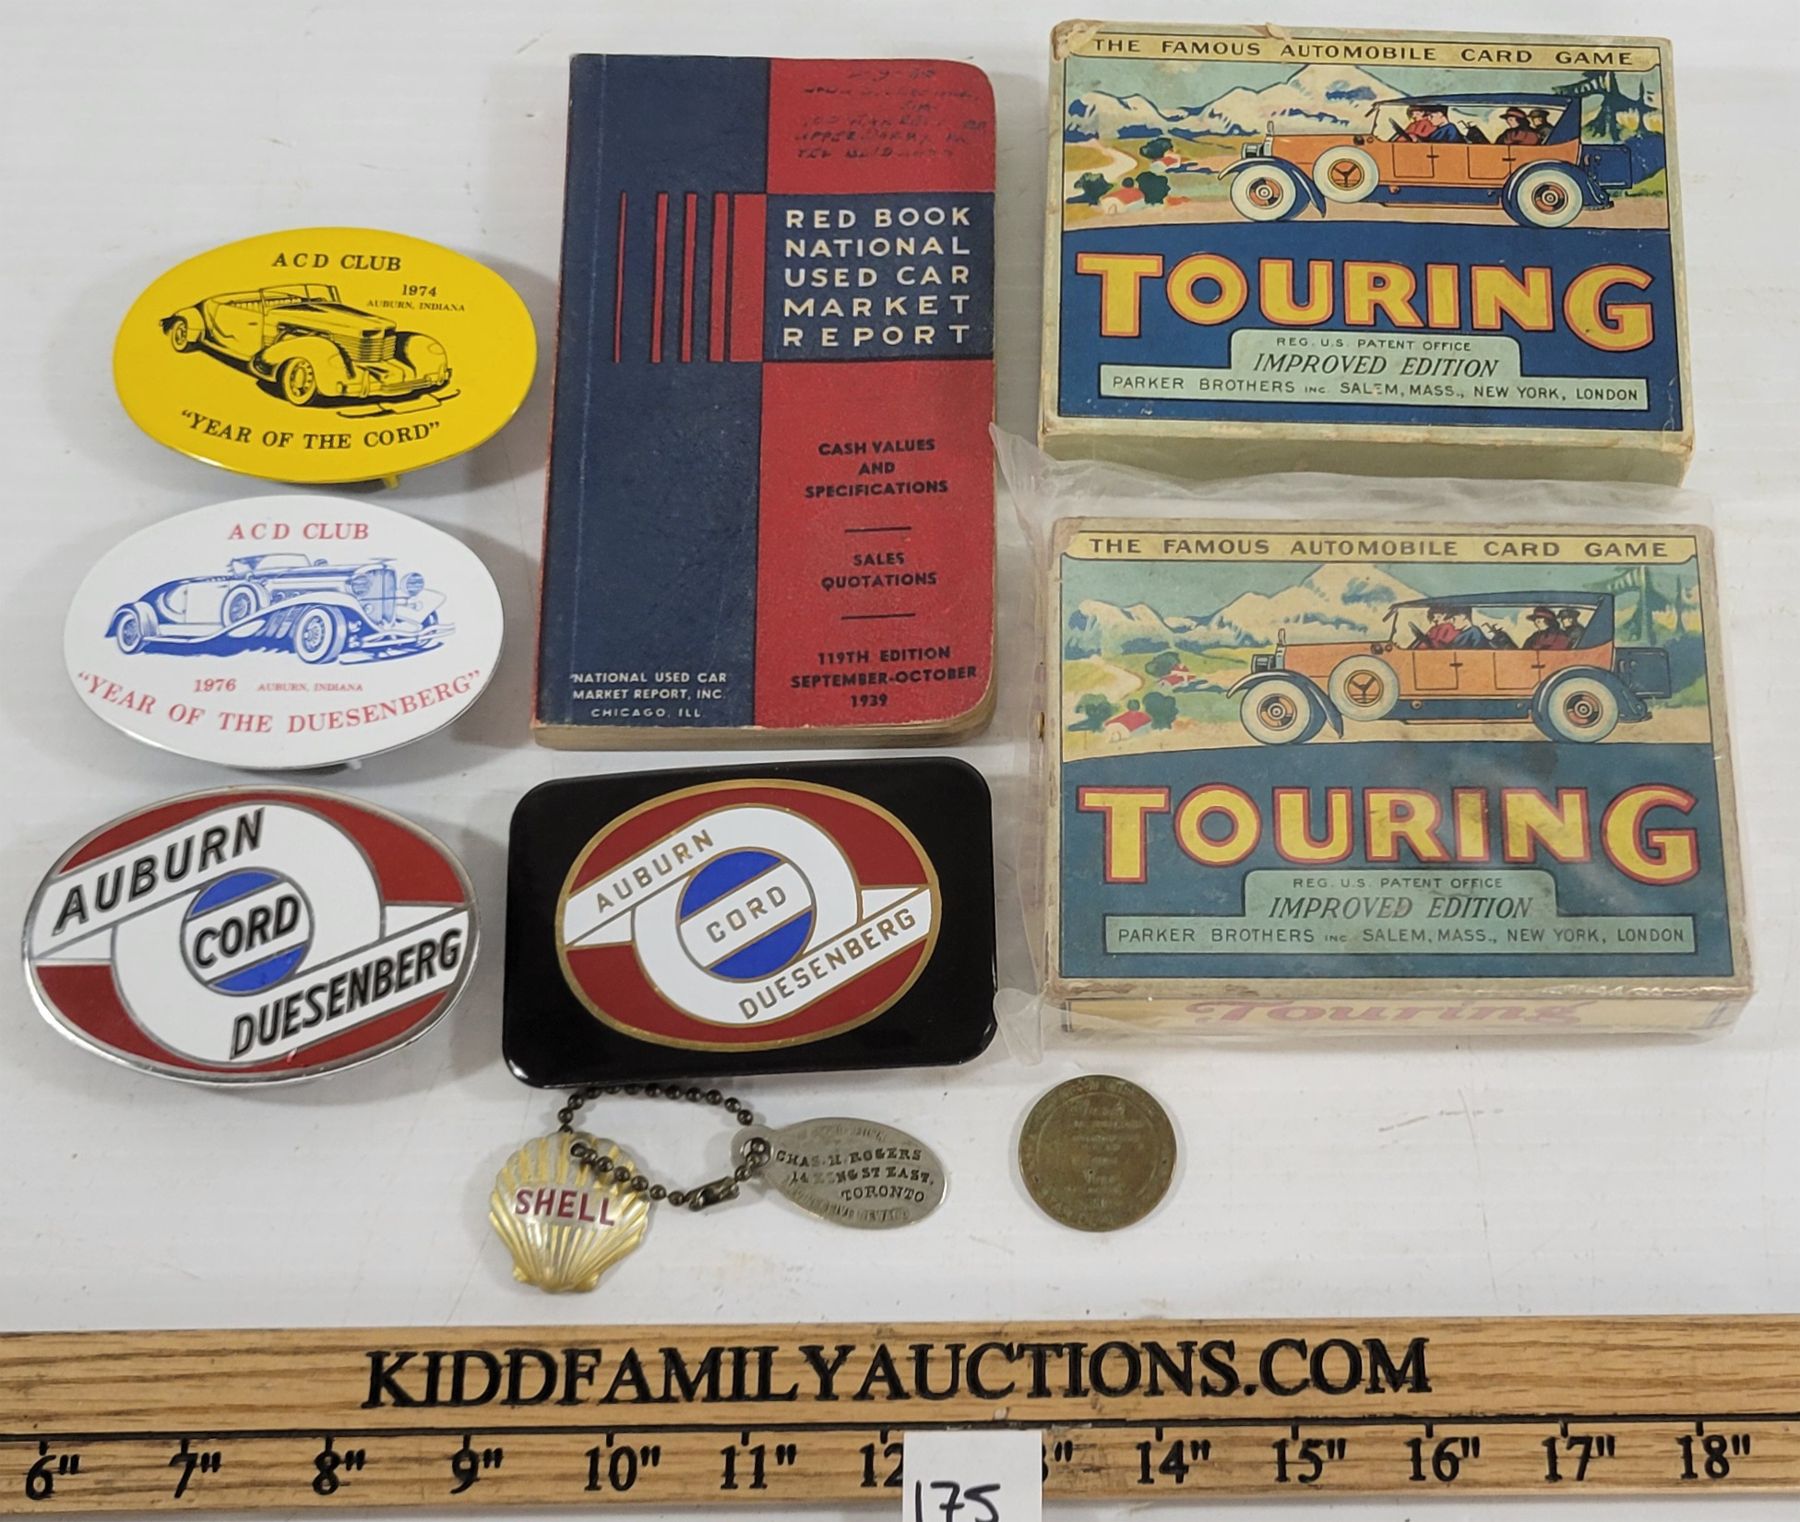 A C D CLUB
1974
AUBURN, INDIANA
"YEAR OF THE CORD"
A C D CLUB
1976 AUBURN, INDIANA
"YEAR OF THE DUESENBERG"
AUBURN
CORD
DUESENBERG
RED BOOK
NATIONAL
USED CAR
MARKET
REPORT
CASH VALUES
AND
SPECIFICATIONS
SALES
QUOTATIONS
119TH EDITION
SEPTEMBER-OCTOBER
1939
NATIONAL USED CAR
MARKET REPORT, INC.
CHICAGO, ILL.
AUBURN
CORD
DUESENBERG
THE FAMOUS AUTOMOBILE CARD GAME
TOURING
REG. U.S. PATENT OFFICE
IMPROVED EDITION
PARKER BROTHERS INC. SALEM, MASS., NEW YORK, LONDON
THE FAMOUS AUTOMOBILE CARD GAME
TOURING
REG. U.S. PATENT OFFICE
IMPROVED EDITION
PARKER BROTHERS INC. SALEM, MASS., NEW YORK, LONDON
Touring
SHELL
CHAS. H. ROGERS
14 KING ST EAST.
TORONTO
KIDDFAMILYAUCTIONS.COM
6" 7" 8" 9" 10" 11" 12 3" 14" 15" 16" 17" 18"
175